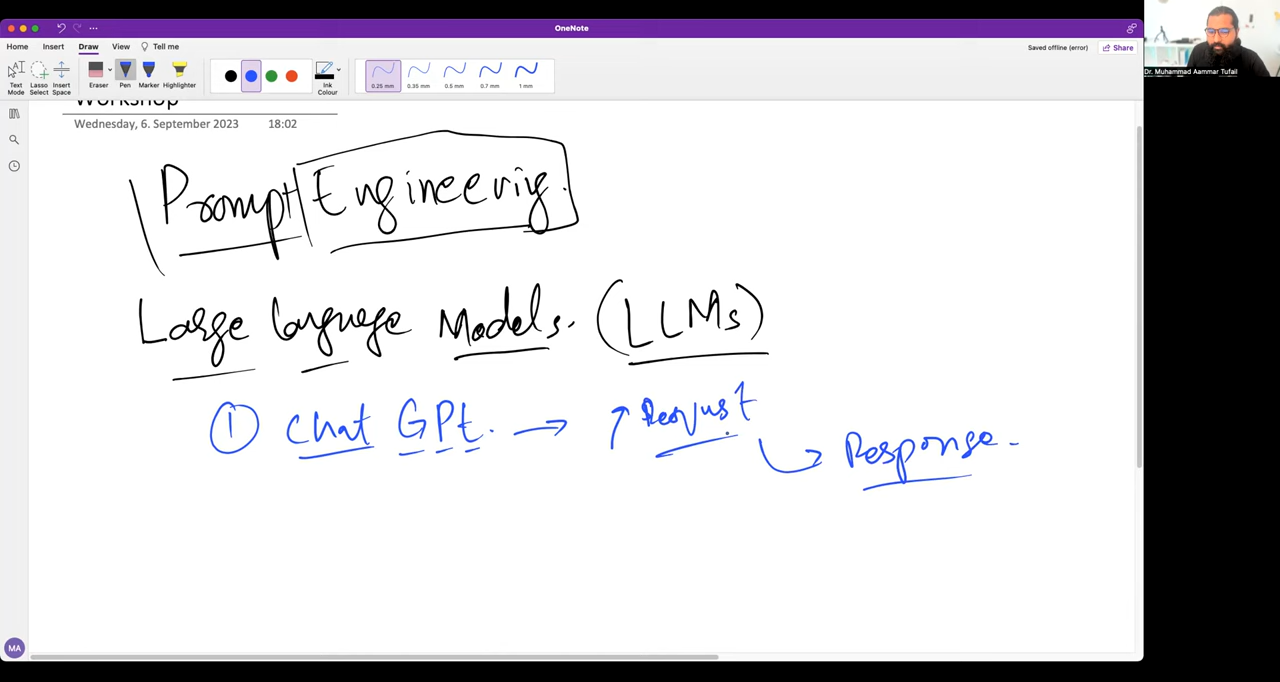 OneNote
Home Insert Draw View Tell me
Saved offline (error) Share
Text Mode
Lasso Select
Insert Space
Eraser
Pen
Marker
Highlighter
Ink Colour
0.25 mm 0.35 mm 0.5 mm 0.7 mm 1 mm
Dr. Muhammad Aammar Tufail
Workshop
Wednesday, 6. September 2023 18:02
Prompt Engineering.
Large language Models. (LLMs)
① Chat GPt. → ↑ Request
Response.
MA